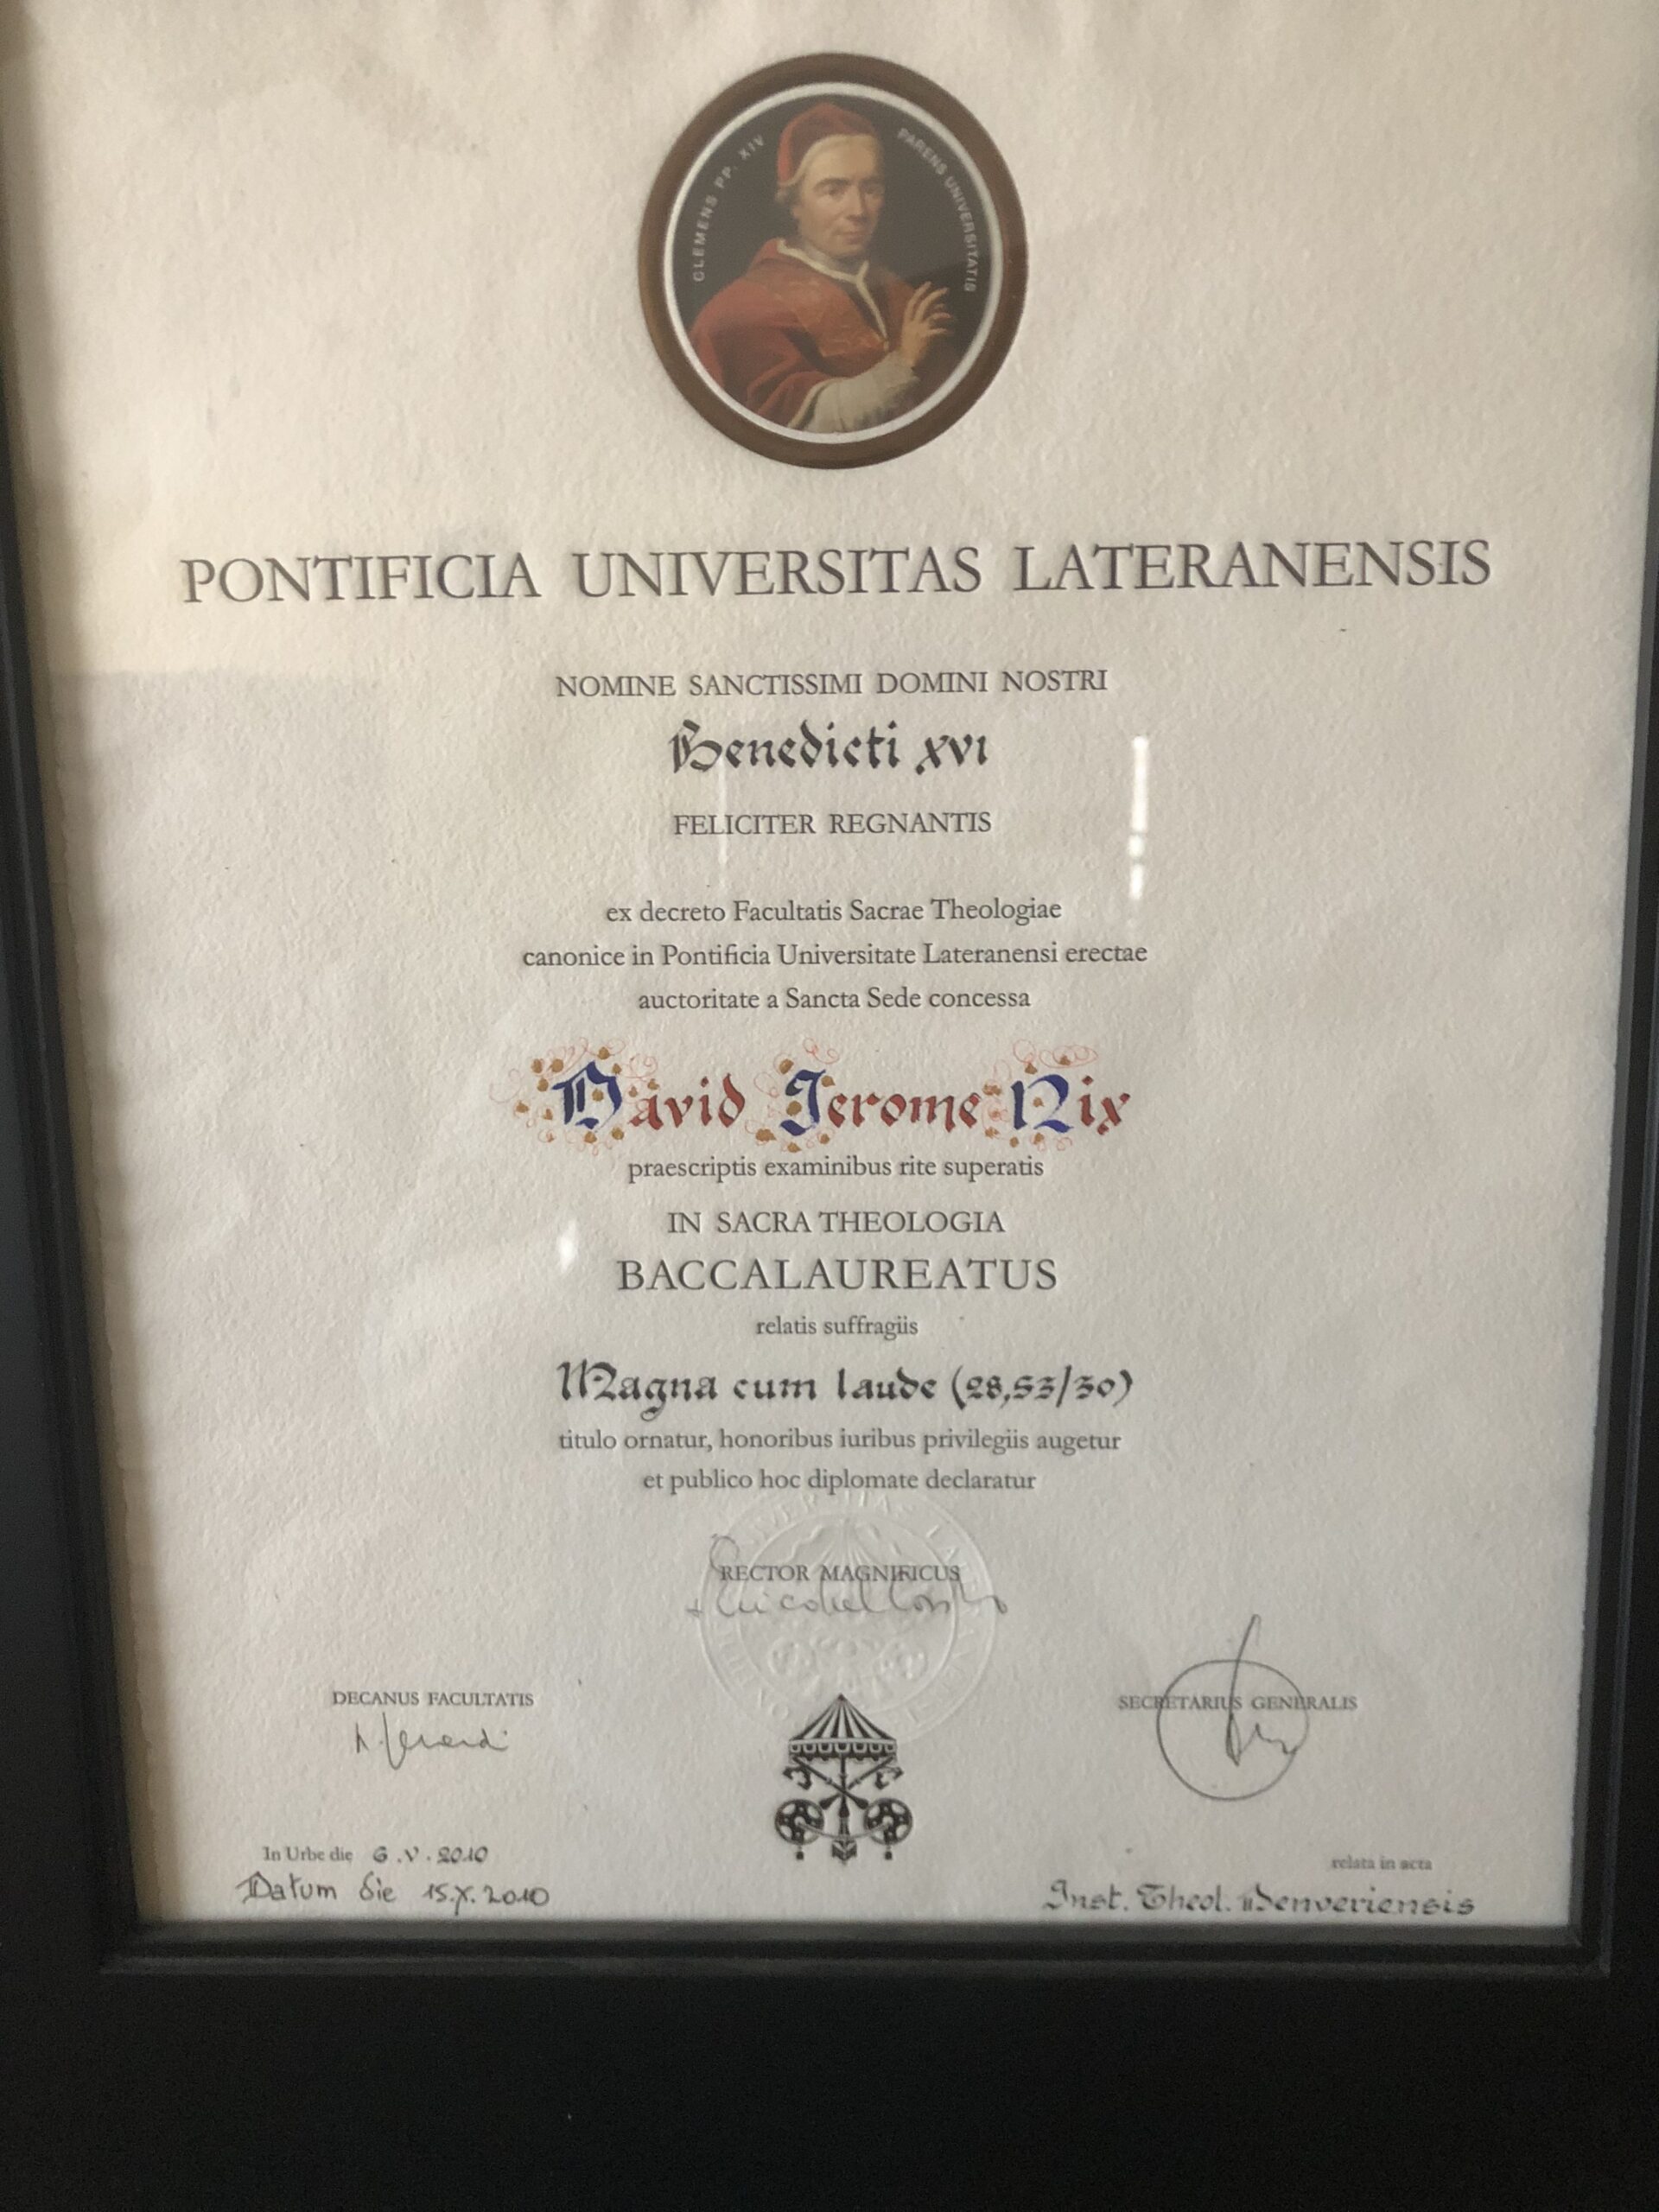 CLEMENS PP. XIV PARENS UNIVERSITATIS
PONTIFICIA UNIVERSITAS LATERANENSIS
NOMINE SANCTISSIMI DOMINI NOSTRI
Benedicti XVI
FELICITER REGNANTIS
ex decreto Facultatis Sacrae Theologiae
canonice in Pontificia Universitate Lateranensi erectae
auctoritate a Sancta Sede concessa
David Jerome Nix
praescriptis examinibus rite superatis
IN SACRA THEOLOGIA
BACCALAUREATUS
relatis suffragiis
Magna cum laude (28,53/30)
titulo ornatur, honoribus iuribus privilegiis augetur
et publico hoc diplomate declaratur
RECTOR MAGNIFICUS
DECANUS FACULTATIS
SECRETARIUS GENERALIS
In Urbe die 6.V.2010
Datum die 15.X.2010
relata in acta
Inst. Theol. Denveriensis